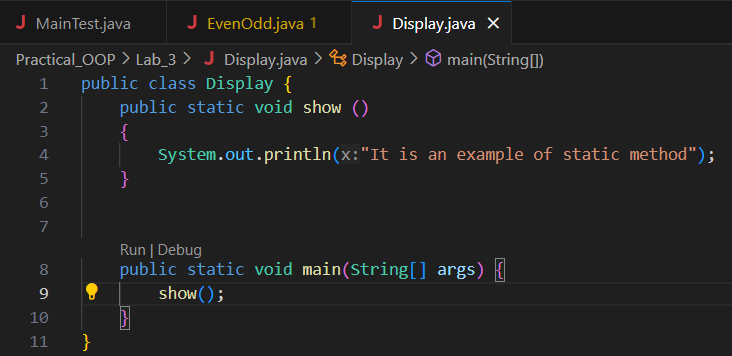 MainTest.java EvenOdd.java 1 Display.java
Practical_OOP > Lab_3 > Display.java > Display > main(String[])
1 public class Display {
2 public static void show ()
3 {
4 System.out.println(x:"It is an example of static method");
5 }
6
7
Run | Debug
8 public static void main(String[] args) {
9 show();
10 }
11 }